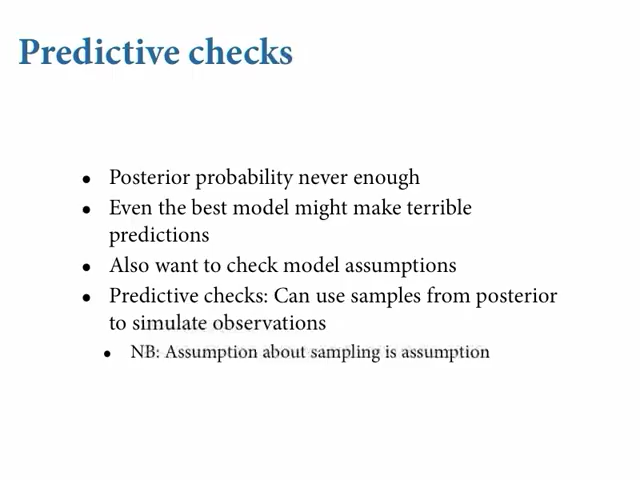 Predictive checks
• Posterior probability never enough
• Even the best model might make terrible
predictions
• Also want to check model assumptions
• Predictive checks: Can use samples from posterior
to simulate observations
• NB: Assumption about sampling is assumption